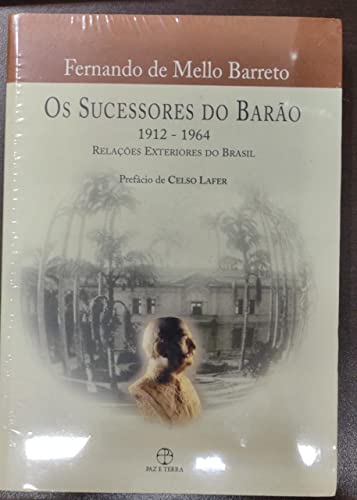 Fernando de Mello Barreto
OS SUCESSORES DO BARÃO
1912 - 1964
RELAÇÕES EXTERIORES DO BRASIL
Prefácio de CELSO LAFER
PAZ E TERRA